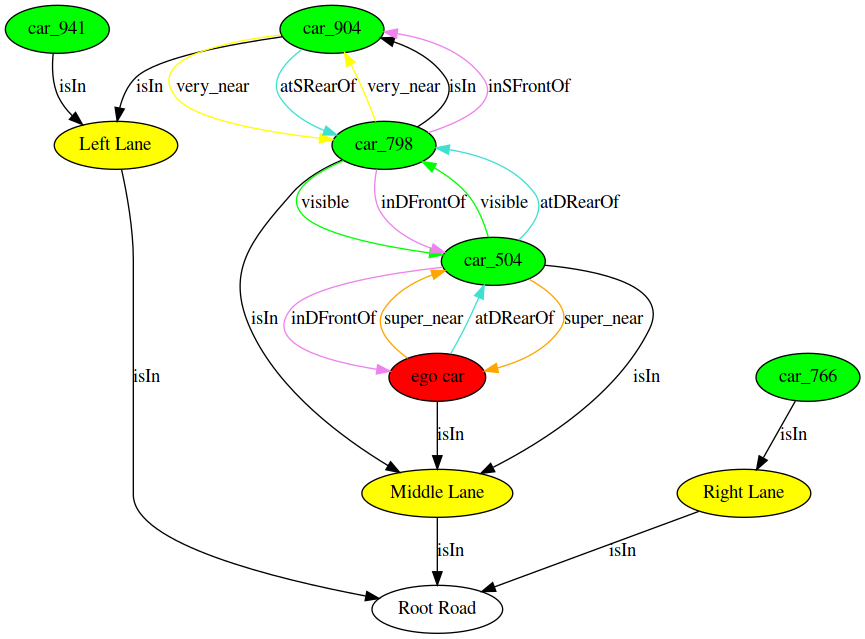 car_941
car_904
isIn
isIn
very_near
atSRearOf
very_near
isIn
inSFrontOf
Left Lane
car_798
visible
inDFrontOf
visible
atDRearOf
car_504
isIn
inDFrontOf
super_near
atDRearOf
super_near
isIn
isIn
ego car
car_766
isIn
isIn
Middle Lane
Right Lane
isIn
isIn
Root Road